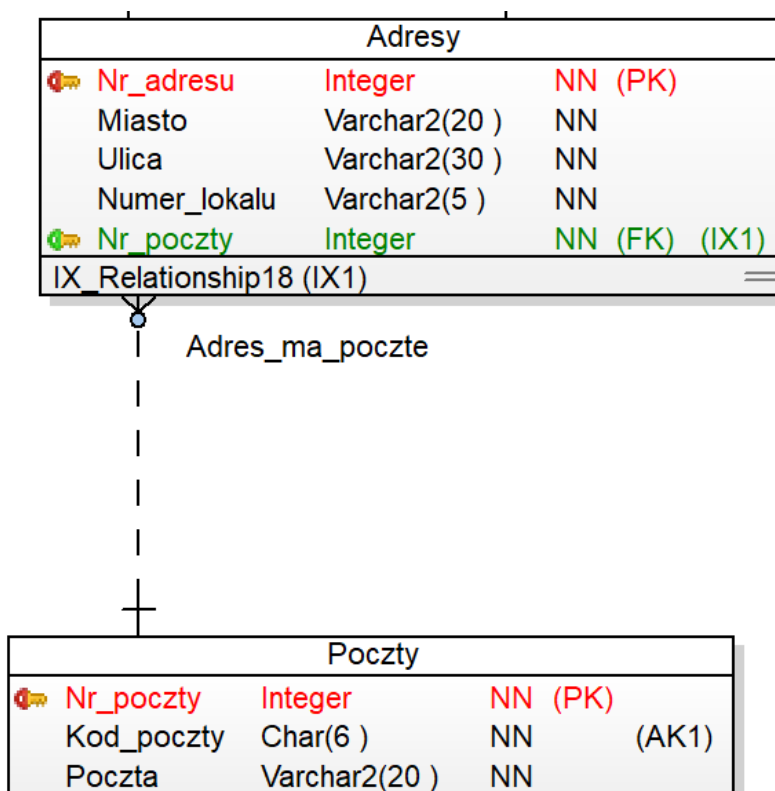 Adresy
Nr_adresu Integer NN (PK)
Miasto Varchar2(20 ) NN
Ulica Varchar2(30 ) NN
Numer_lokalu Varchar2(5 ) NN
Nr_poczty Integer NN (FK) (IX1)
IX_Relationship18 (IX1)
Adres_ma_poczte
Poczty
Nr_poczty Integer NN (PK)
Kod_poczty Char(6 ) NN (AK1)
Poczta Varchar2(20 ) NN